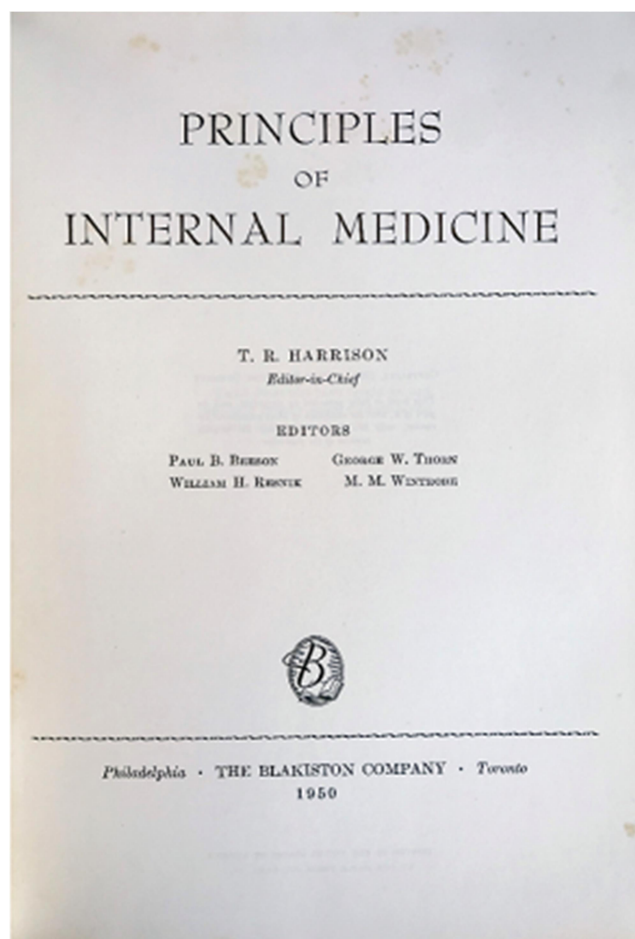 PRINCIPLES
OF
INTERNAL MEDICINE
T. R. HARRISON
Editor-in-Chief
EDITORS
PAUL B. BEESON GEORGE W. THORN
WILLIAM H. RESNIK M. M. WINTROBE
B
Philadelphia · THE BLAKISTON COMPANY · Toronto
1950